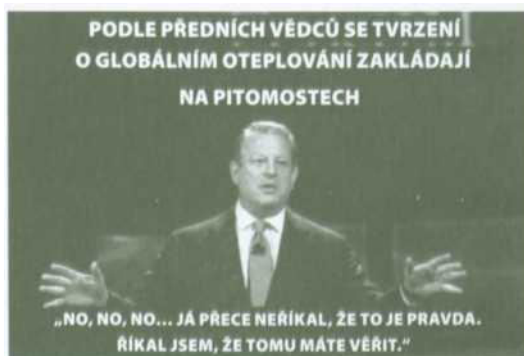 PODLE PŘEDNÍCH VĚDCŮ SE TVRZENÍ
O GLOBÁLNÍM OTEPLOVÁNÍ ZAKLÁDAJÍ
NA PITOMOSTECH
„NO, NO, NO... JÁ PŘECE NEŘÍKAL, ŽE TO JE PRAVDA.
ŘÍKAL JSEM, ŽE TOMU MÁTE VĚŘIT.“